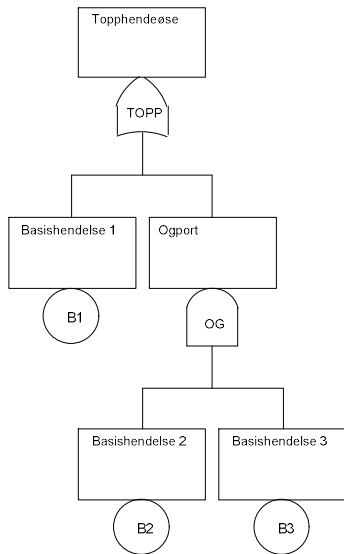 Topphendeøse
TOPP
Basishendelse 1
Ogport
B1
OG
Basishendelse 2
Basishendelse 3
B2
B3